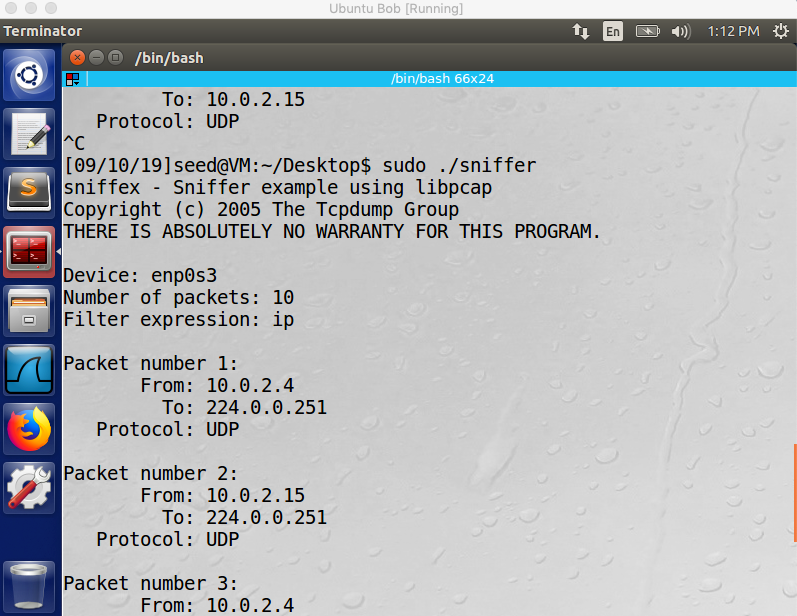 Ubuntu Bob [Running]
Terminator
En
1:12 PM
/bin/bash
/bin/bash 66x24
To: 10.0.2.15
Protocol: UDP
^C
[09/10/19]seed@VM:~/Desktop$ sudo ./sniffer
sniffex - Sniffer example using libpcap
Copyright (c) 2005 The Tcpdump Group
THERE IS ABSOLUTELY NO WARRANTY FOR THIS PROGRAM.
Device: enp0s3
Number of packets: 10
Filter expression: ip
Packet number 1:
From: 10.0.2.4
To: 224.0.0.251
Protocol: UDP
Packet number 2:
From: 10.0.2.15
To: 224.0.0.251
Protocol: UDP
Packet number 3:
From: 10.0.2.4